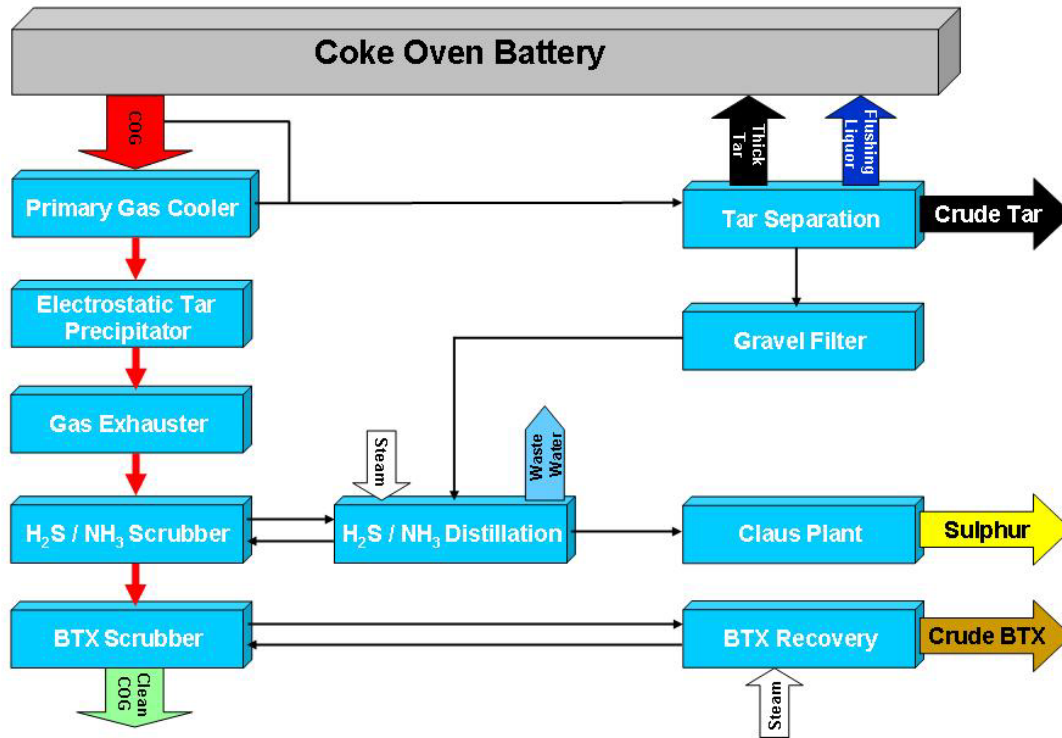 Coke Oven Battery
COG
Thick
Tar
Flushing
Liquor
Primary Gas Cooler
Tar Separation
Crude Tar
Electrostatic Tar
Precipitator
Gravel Filter
Gas Exhauster
Steam
Waste
Water
H₂S / NH₃ Scrubber
H₂S / NH₃ Distillation
Claus Plant
Sulphur
BTX Scrubber
BTX Recovery
Crude BTX
Clean
COG
Steam